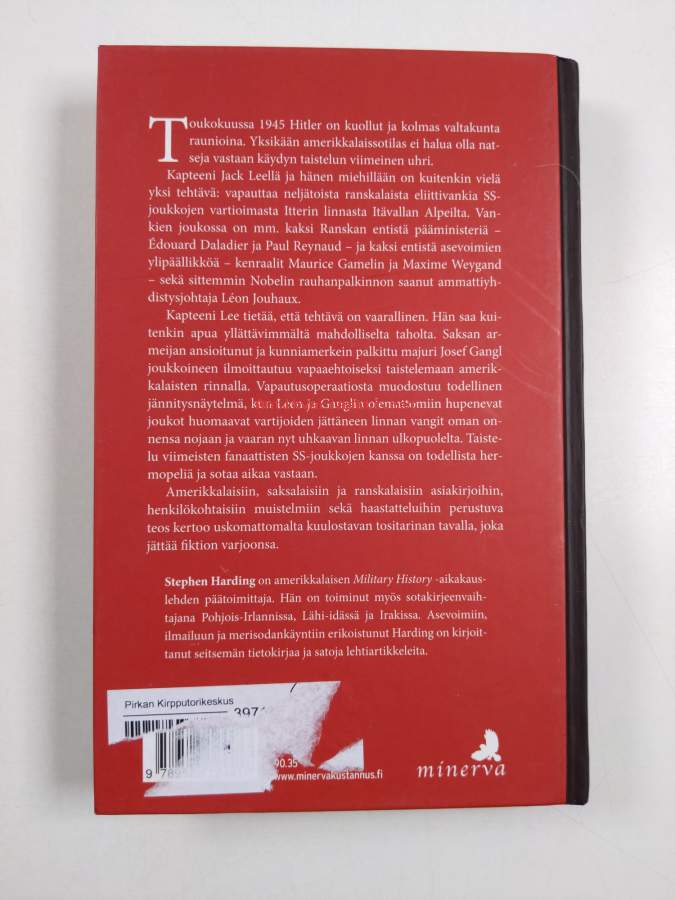 Toukokuussa 1945 Hitler on kuollut ja kolmas valtakunta
raunioina. Yksikään amerikkalaissotilas ei halua olla nat-
seja vastaan käydyn taistelun viimeinen uhri.
Kapteeni Jack Leellä ja hänen miehillään on kuitenkin vielä
yksi tehtävä: vapauttaa neljätoista ranskalaista eliittivankia SS-
joukkojen vartioimasta Itterin linnasta Itävallan Alpeilta. Van-
kien joukossa on mm. kaksi Ranskan entistä pääministeriä –
Édouard Daladier ja Paul Reynaud – ja kaksi entistä asevoimien
ylipäällikköä – kenraalit Maurice Gamelin ja Maxime Weygand
– sekä sittemmin Nobelin rauhanpalkinnon saanut ammattiyh-
distysjohtaja Léon Jouhaux.
Kapteeni Lee tietää, että tehtävä on vaarallinen. Hän saa kui-
tenkin apua yllättävimmältä mahdolliselta taholta. Saksan ar-
meijan ansioitunut ja kunniamerkein palkittu majuri Josef Gangl
joukkoineen ilmoittautuu vapaaehtoiseksi taistelemaan amerik-
kalaisten rinnalla. Vapautusoperaatiosta muodostuu todellinen
jännitysnäytelmä, kun Leen ja Ganglin olemattomiin hupenevat
joukot huomaavat vartijoiden jättäneen linnan vangit oman on-
nensa nojaan ja vaaran nyt uhkaavan linnan ulkopuolelta. Taiste-
lu viimeisten fanaattisten SS-joukkojen kanssa on todellista her-
mopeliä ja sotaa aikaa vastaan.
Amerikkalaisiin, saksalaisiin ja ranskalaisiin asiakirjoihin,
henkilökohtaisiin muistelmiin sekä haastatteluihin perustuva
teos kertoo uskomattomalta kuulostavan tositarinan tavalla, joka
jättää fiktion varjoonsa.
Stephen Harding on amerikkalaisen Military History -aikakaus-
lehden päätoimittaja. Hän on toiminut myös sotakirjeenvaih-
tajana Pohjois-Irlannissa, Lähi-idässä ja Irakissa. Asevoimiin,
ilmailuun ja merisodankäyntiin erikoistunut Harding on kirjoit-
tanut seitsemän tietokirjaa ja satoja lehtiartikkeleita.
Pirkan Kirpputorikeskus
397
90.35
www.minervakustannus.fi
9 789
minerva